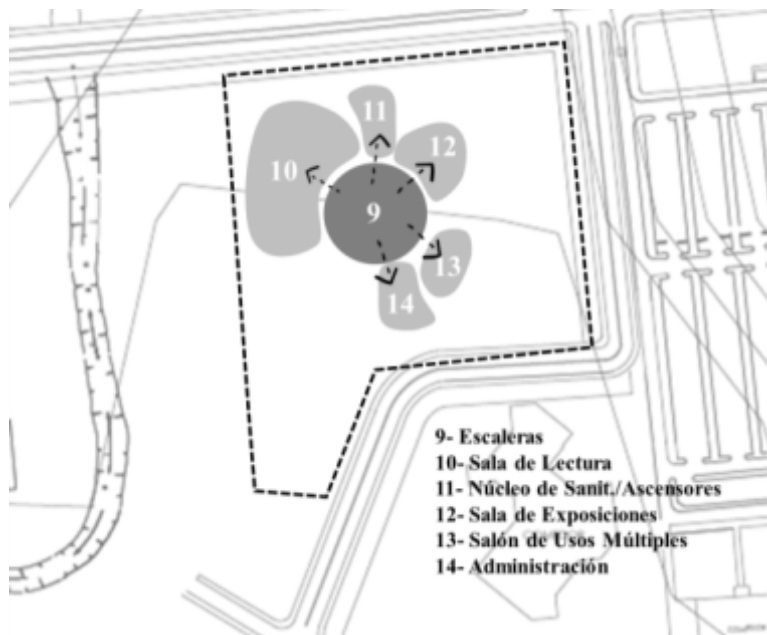 11
10
12
9
13
14
9- Escaleras
10- Sala de Lectura
11- Núcleo de Sanit./Ascensores
12- Sala de Exposiciones
13- Salón de Usos Múltiples
14- Administración